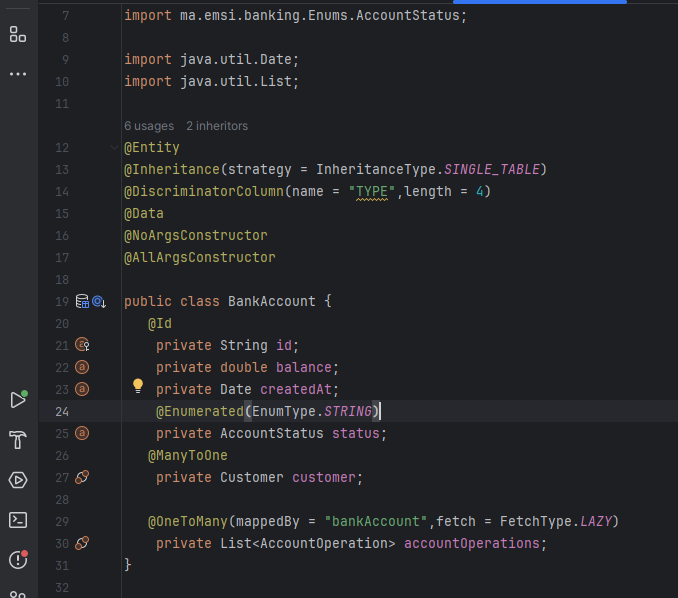 7 import ma.emsi.banking.Enums.AccountStatus;
8
9 import java.util.Date;
10 import java.util.List;
11
6 usages 2 inheritors
12 @Entity
13 @Inheritance(strategy = InheritanceType.SINGLE_TABLE)
14 @DiscriminatorColumn(name = "TYPE",length = 4)
15 @Data
16 @NoArgsConstructor
17 @AllArgsConstructor
18
19 public class BankAccount {
20 @Id
21 private String id;
22 private double balance;
23 private Date createdAt;
24 @Enumerated(EnumType.STRING)
25 private AccountStatus status;
26 @ManyToOne
27 private Customer customer;
28
29 @OneToMany(mappedBy = "bankAccount",fetch = FetchType.LAZY)
30 private List<AccountOperation> accountOperations;
31 }
32